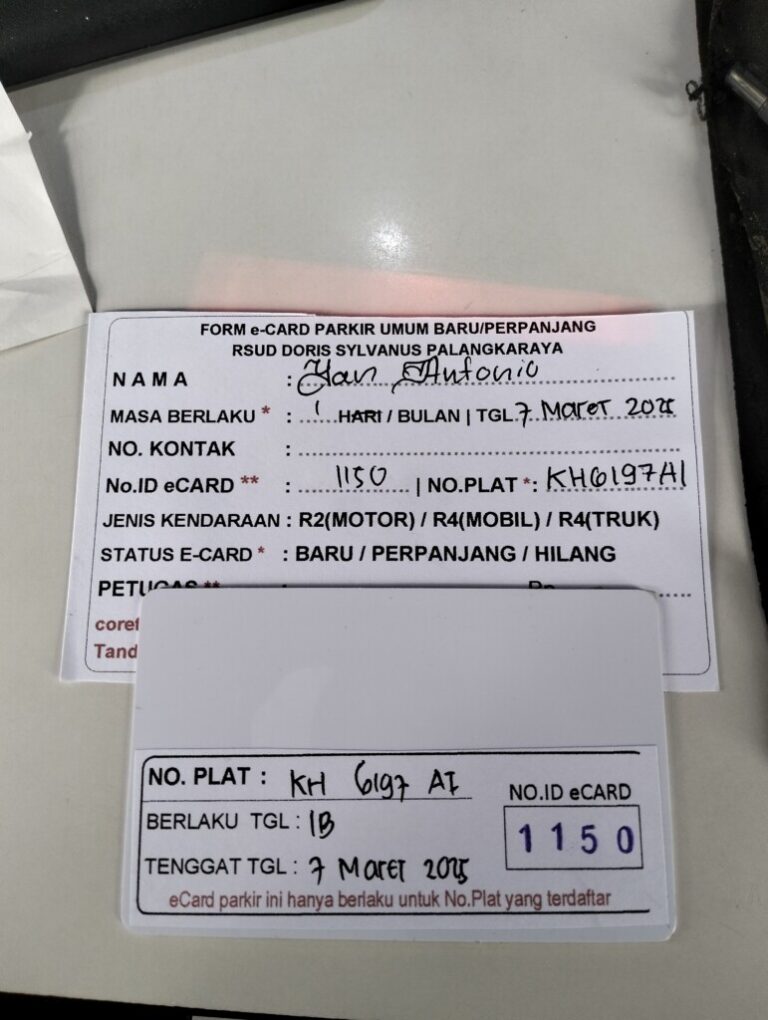 FORM e-CARD PARKIR UMUM BARU/PERPANJANG
RSUD DORIS SYLVANUS PALANGKARAYA
NAMA : Yan Antonio
MASA BERLAKU * : 1 HARI / BULAN | TGL 7 Maret 2025
NO. KONTAK :
No.ID eCARD ** : 1150 | NO.PLAT *: KH6197AI
JENIS KENDARAAN : R2(MOTOR) / R4(MOBIL) / R4(TRUK)
STATUS E-CARD * : BARU / PERPANJANG / HILANG
PETUGAS ** :
NO. PLAT : KH 6197 AI
NO.ID eCARD
BERLAKU TGL : 1B
1150
TENGGAT TGL : 7 Maret 2025
eCard parkir ini hanya berlaku untuk No.Plat yang terdaftar